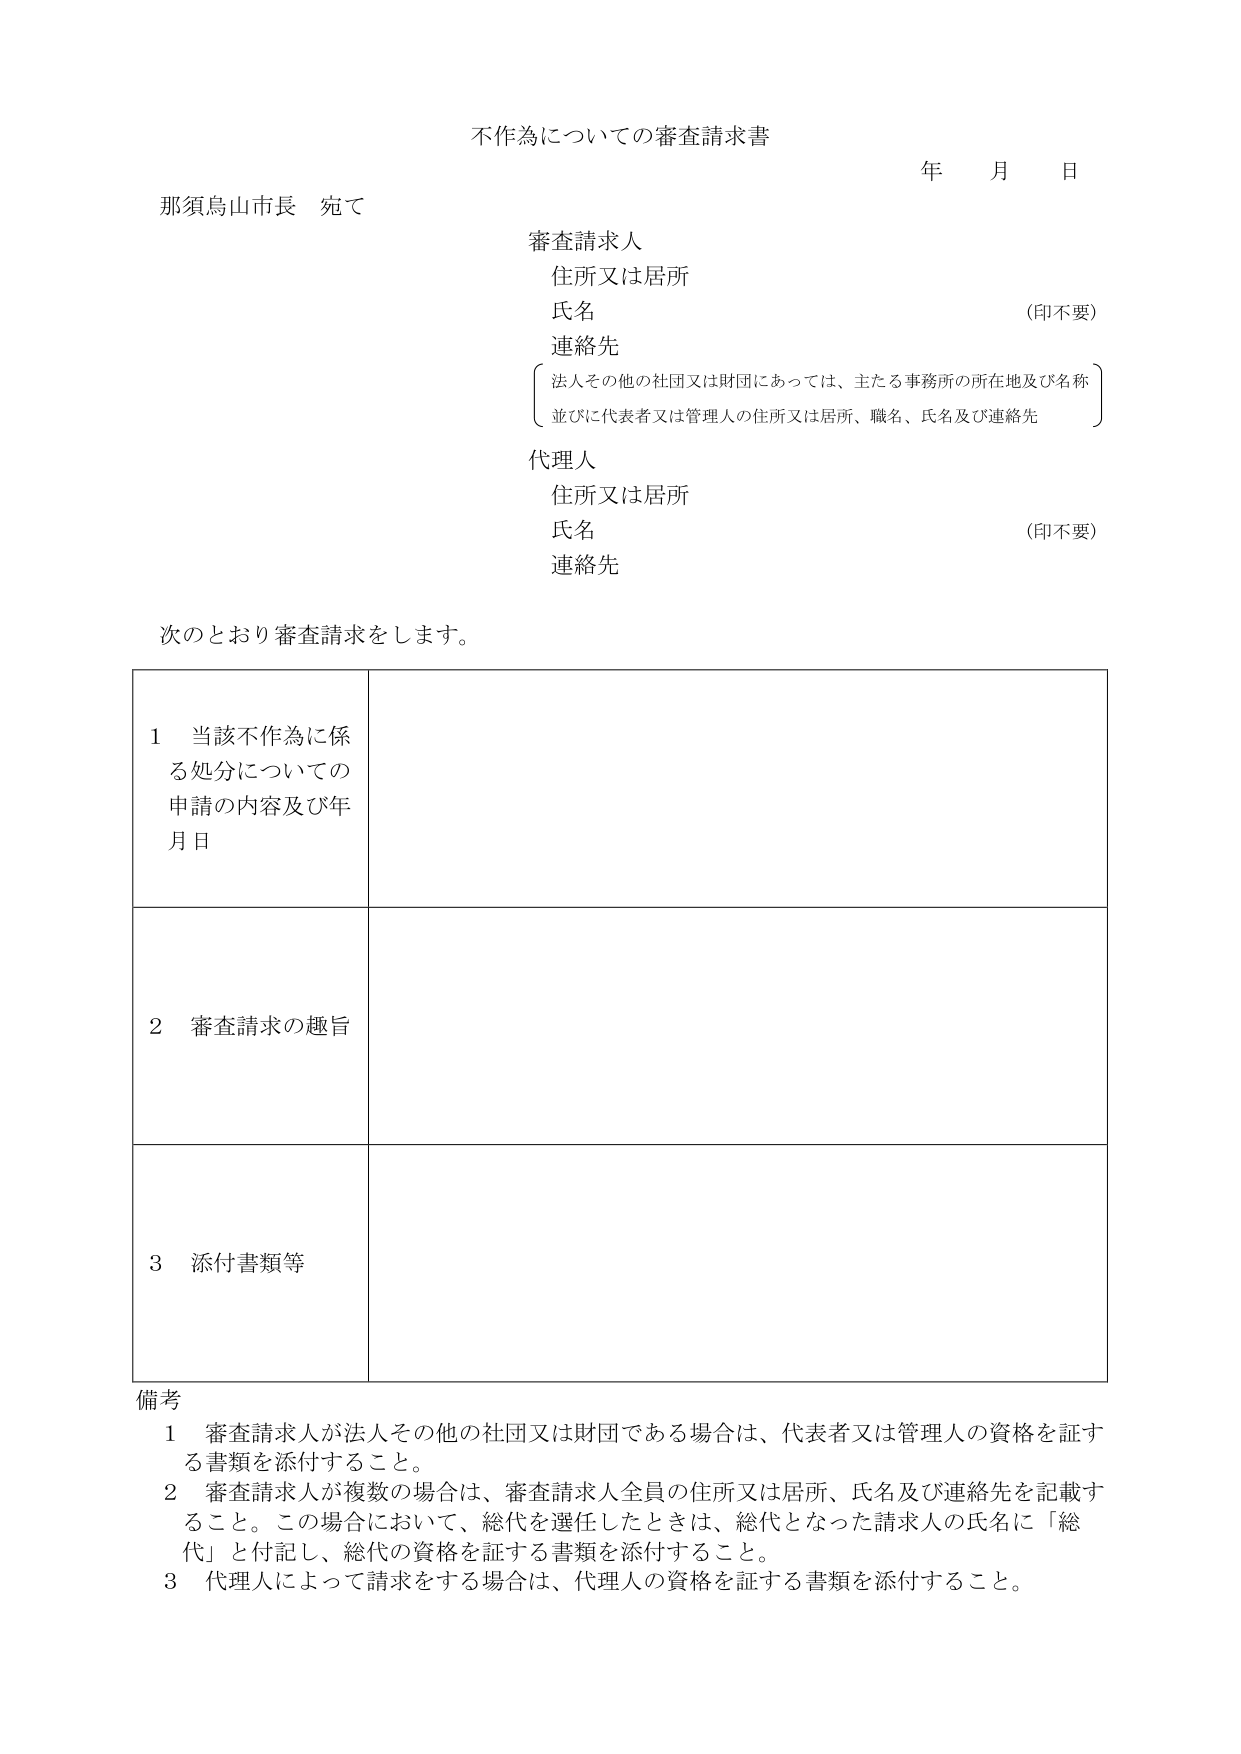 不作為についての審査請求書
年　　月　　日
那須烏山市長　宛て
審査請求人
住所又は居所
氏名　（印不要）
連絡先
法人その他の社団又は財団にあっては、主たる事務所の所在地及び名称
並びに代表者又は管理人の住所又は居所、職名、氏名及び連絡先
代理人
住所又は居所
氏名　（印不要）
連絡先
次のとおり審査請求をします。
１　当該不作為に係
る処分についての
申請の内容及び年
月日
２　審査請求の趣旨
３　添付書類等
備考
１　審査請求人が法人その他の社団又は財団である場合は、代表者又は管理人の資格を証す
る書類を添付すること。
２　審査請求人が複数の場合は、審査請求人全員の住所又は居所、氏名及び連絡先を記載す
ること。この場合において、総代を選任したときは、総代となった請求人の氏名に「総
代」と付記し、総代の資格を証する書類を添付すること。
３　代理人によって請求をする場合は、代理人の資格を証する書類を添付すること。